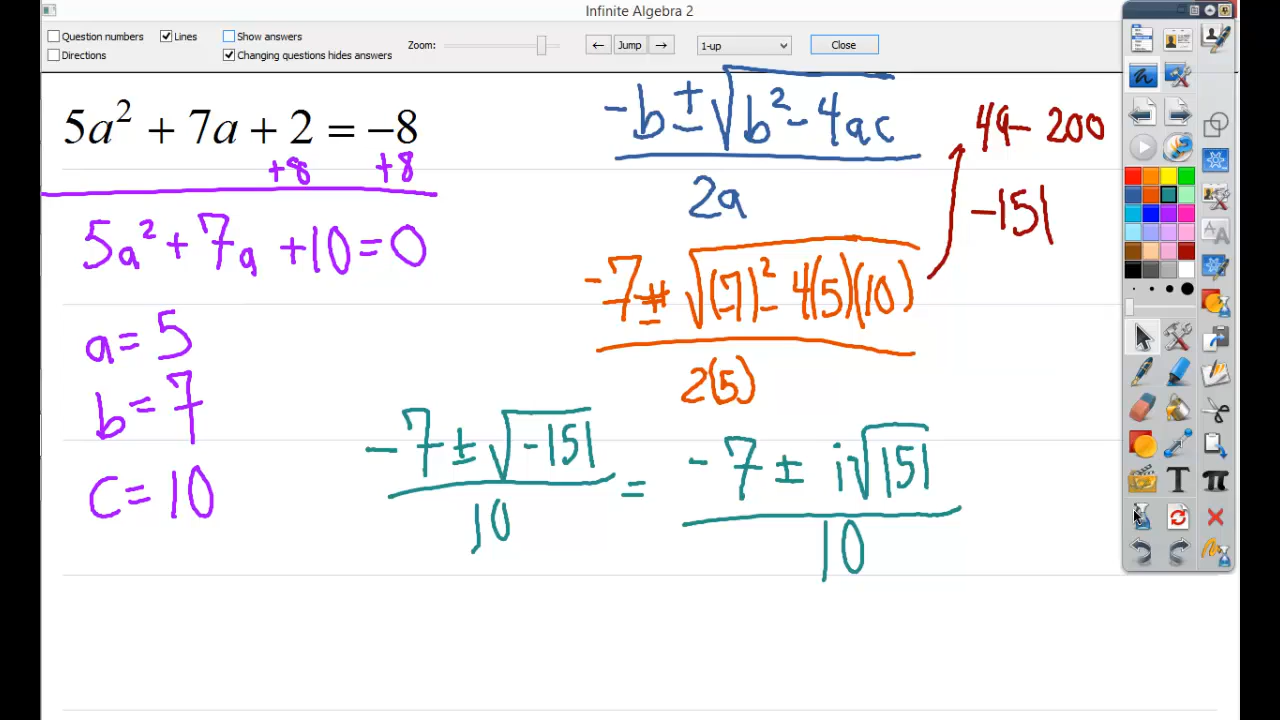 Infinite Algebra 2
Question numbers Lines Show answers
Directions Changing questions hides answers
Zoom: ← Jump → 1-up Close
5a² + 7a + 2 = −8
+8 +8
5a² + 7a + 10 = 0
a = 5
b = 7
c = 10
-b ± √(b² - 4ac)
2a
-7 ± √((7)² - 4(5)(10))
2(5)
49 - 200
-151
-7 ± √-151 = -7 ± i√151
10 10
T π